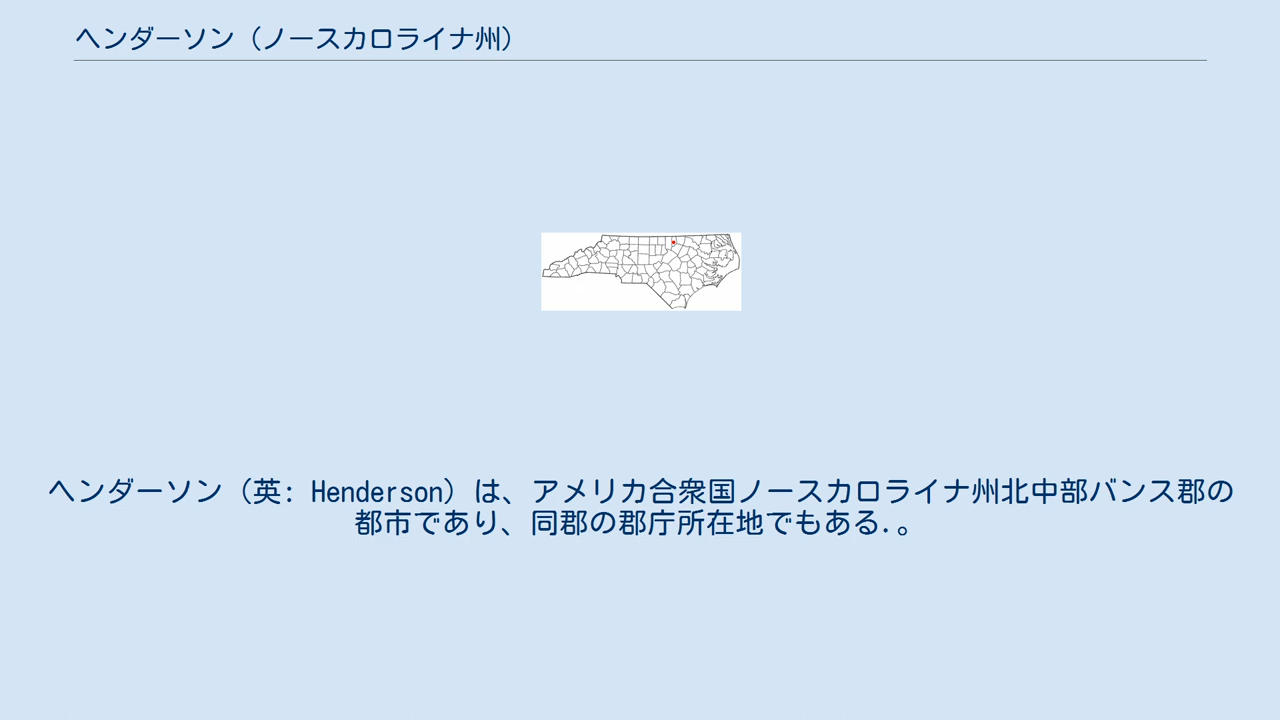 ヘンダーソン（ノースカロライナ州）
ヘンダーソン（英: Henderson）は、アメリカ合衆国ノースカロライナ州北中部バンス郡の
都市であり、同郡の郡庁所在地でもある.。